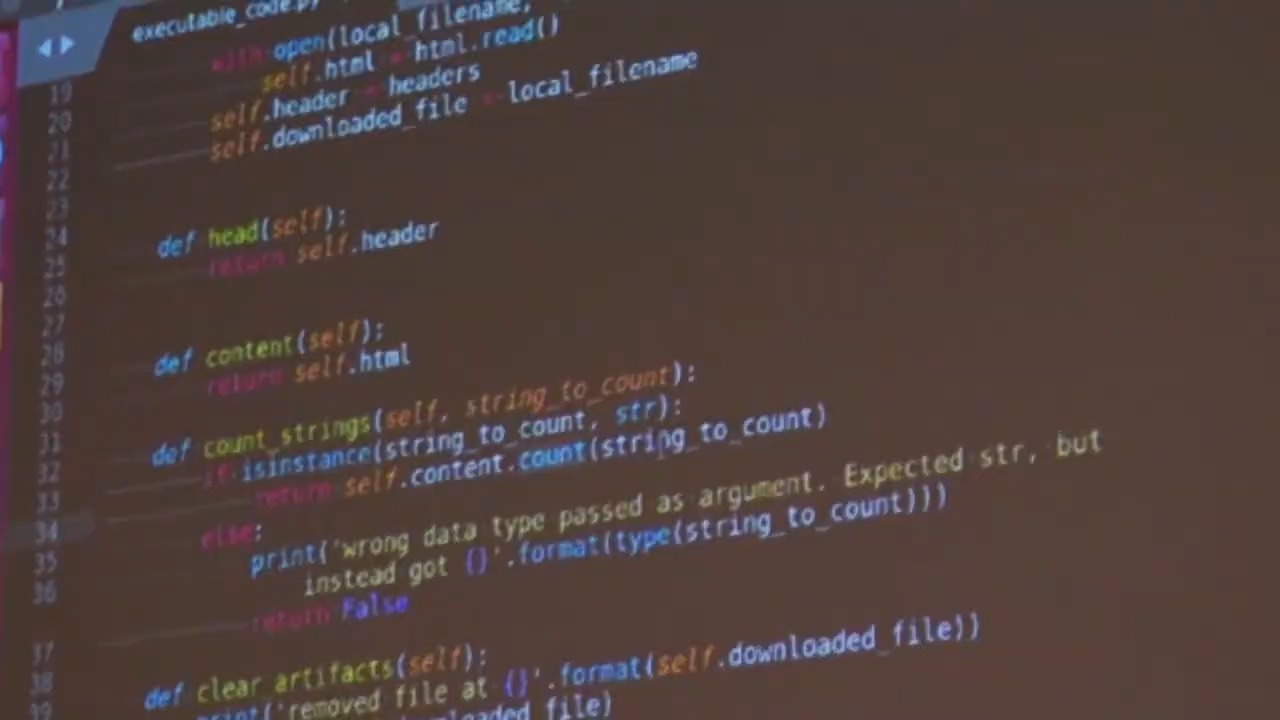 executable_code.py
with open(local_filename,
self.html = html.read()
19 self.header = headers
20 self.downloaded_file = local_filename
21
22
23
24 def head(self):
25 return self.header
26
27
28 def content(self):
29 return self.html
30
31 def count_strings(self, string_to_count):
32 if isinstance(string_to_count, str):
33 return self.content.count(string_to_count)
34 else:
35 print('wrong data type passed as argument. Expected str, but
36 instead got {}'.format(type(string_to_count)))
return False
37
38 def clear_artifacts(self):
39 print('removed file at {}'.format(self.downloaded_file))
file)